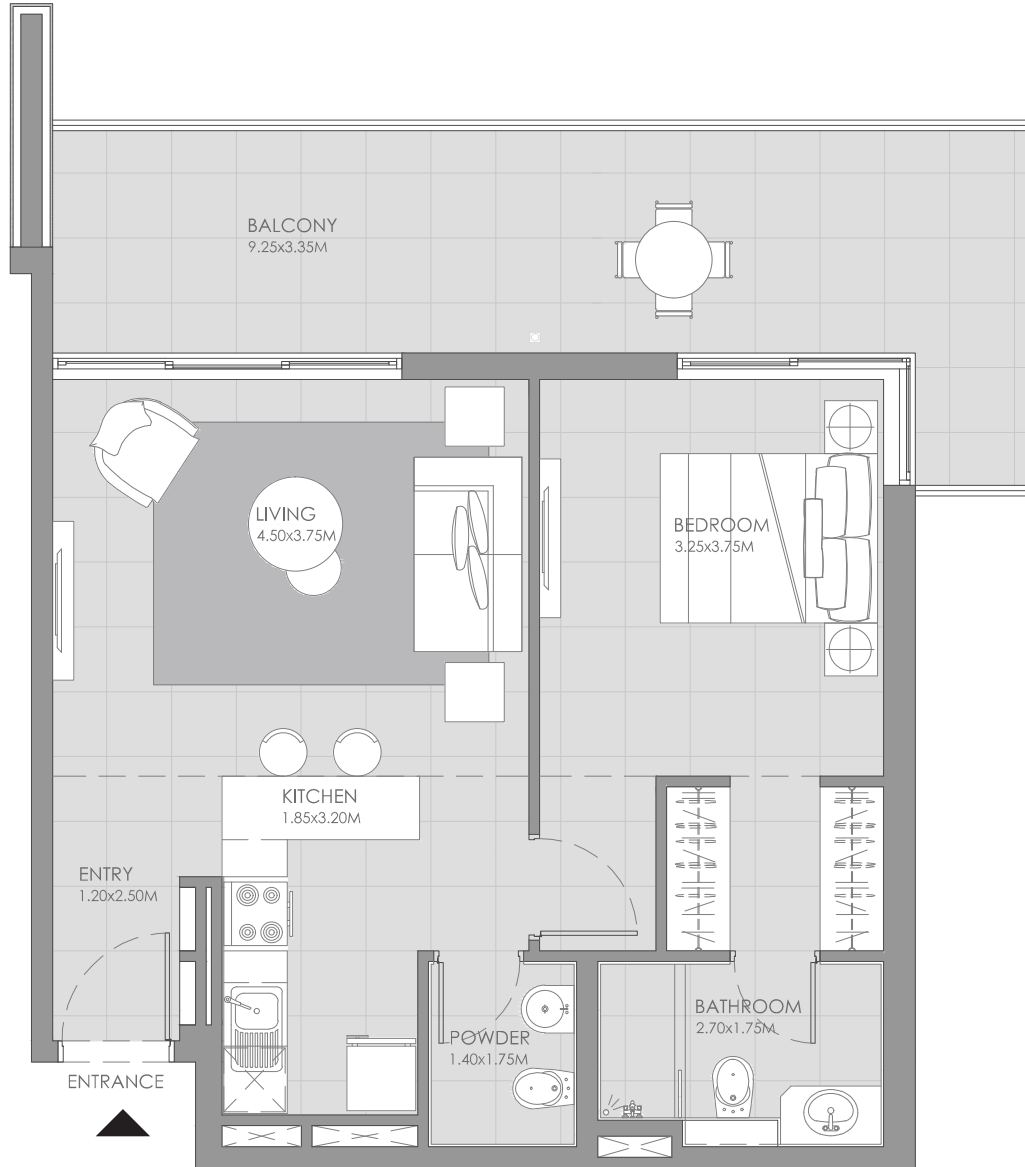 BALCONY
9.25x3.35M
LIVING
4.50x3.75M
BEDROOM
3.25x3.75M
KITCHEN
1.85x3.20M
ENTRY
1.20x2.50M
BATHROOM
2.70x1.75M
POWDER
1.40x1.75M
ENTRANCE